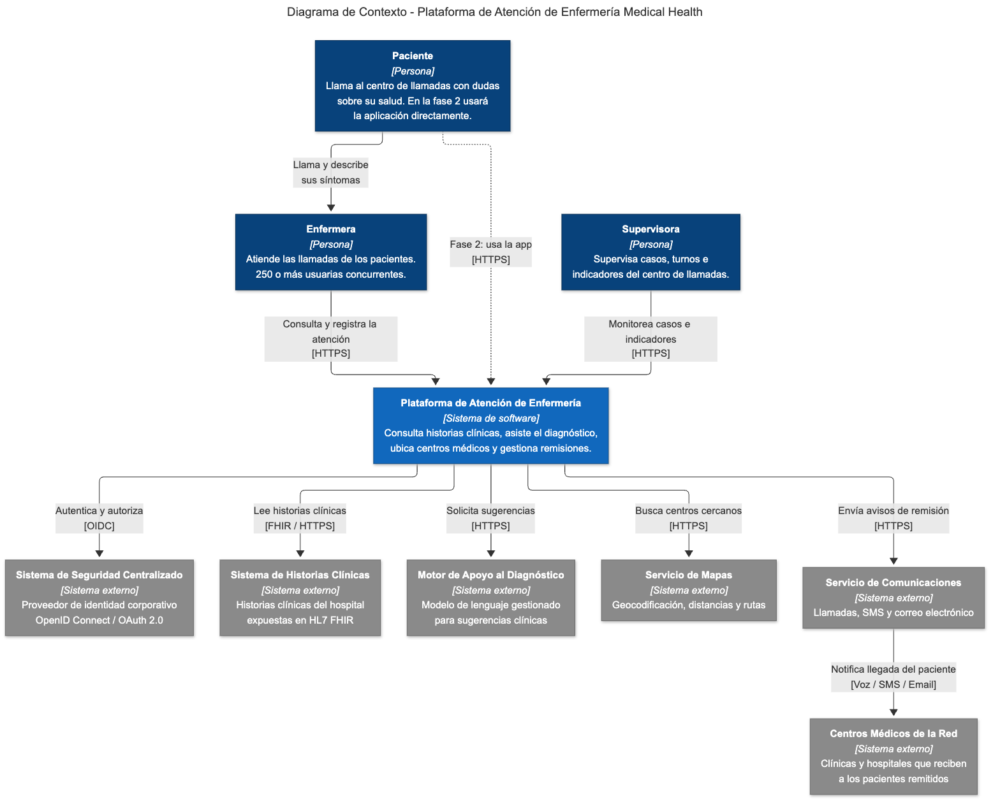 Diagrama de Contexto - Plataforma de Atención de Enfermería Medical Health
Paciente
[Persona]
Llama al centro de llamadas con dudas
sobre su salud. En la fase 2 usará
la aplicación directamente.
Llama y describe
sus síntomas
Enfermera
[Persona]
Atiende las llamadas de los pacientes.
250 o más usuarias concurrentes.
Fase 2: usa la app
[HTTPS]
Supervisora
[Persona]
Supervisa casos, turnos e
indicadores del centro de llamadas.
Consulta y registra la
atención
[HTTPS]
Monitorea casos e
indicadores
[HTTPS]
Plataforma de Atención de Enfermería
[Sistema de software]
Consulta historias clínicas, asiste el diagnóstico,
ubica centros médicos y gestiona remisiones.
Autentica y autoriza
[OIDC]
Lee historias clínicas
[FHIR / HTTPS]
Solicita sugerencias
[HTTPS]
Busca centros cercanos
[HTTPS]
Envía avisos de remisión
[HTTPS]
Sistema de Seguridad Centralizado
[Sistema externo]
Proveedor de identidad corporativo
OpenID Connect / OAuth 2.0
Sistema de Historias Clínicas
[Sistema externo]
Historias clínicas del hospital
expuestas en HL7 FHIR
Motor de Apoyo al Diagnóstico
[Sistema externo]
Modelo de lenguaje gestionado
para sugerencias clínicas
Servicio de Mapas
[Sistema externo]
Geocodificación, distancias y rutas
Servicio de Comunicaciones
[Sistema externo]
Llamadas, SMS y correo electrónico
Notifica llegada del paciente
[Voz / SMS / Email]
Centros Médicos de la Red
[Sistema externo]
Clínicas y hospitales que reciben
a los pacientes remitidos